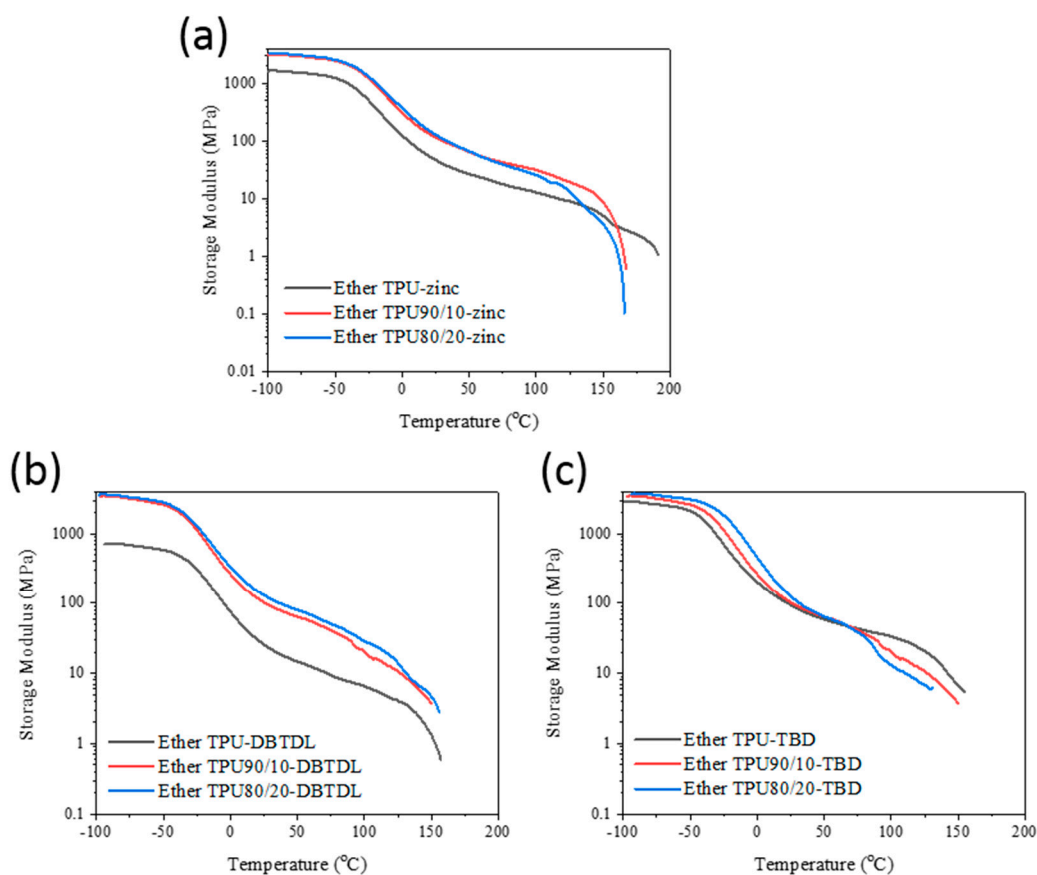 (a)
Storage Modulus (MPa)
1000
100
10
1
0.1
0.01
Ether TPU-zinc
Ether TPU90/10-zinc
Ether TPU80/20-zinc
-100 -50 0 50 100 150 200
Temperature (°C)
(b)
Storage Modulus (MPa)
1000
100
10
1
0.1
Ether TPU-DBTDL
Ether TPU90/10-DBTDL
Ether TPU80/20-DBTDL
-100 -50 0 50 100 150 200
Temperature (°C)
(c)
Storage Modulus (MPa)
1000
100
10
1
0.1
Ether TPU-TBD
Ether TPU90/10-TBD
Ether TPU80/20-TBD
-100 -50 0 50 100 150 200
Temperature (°C)